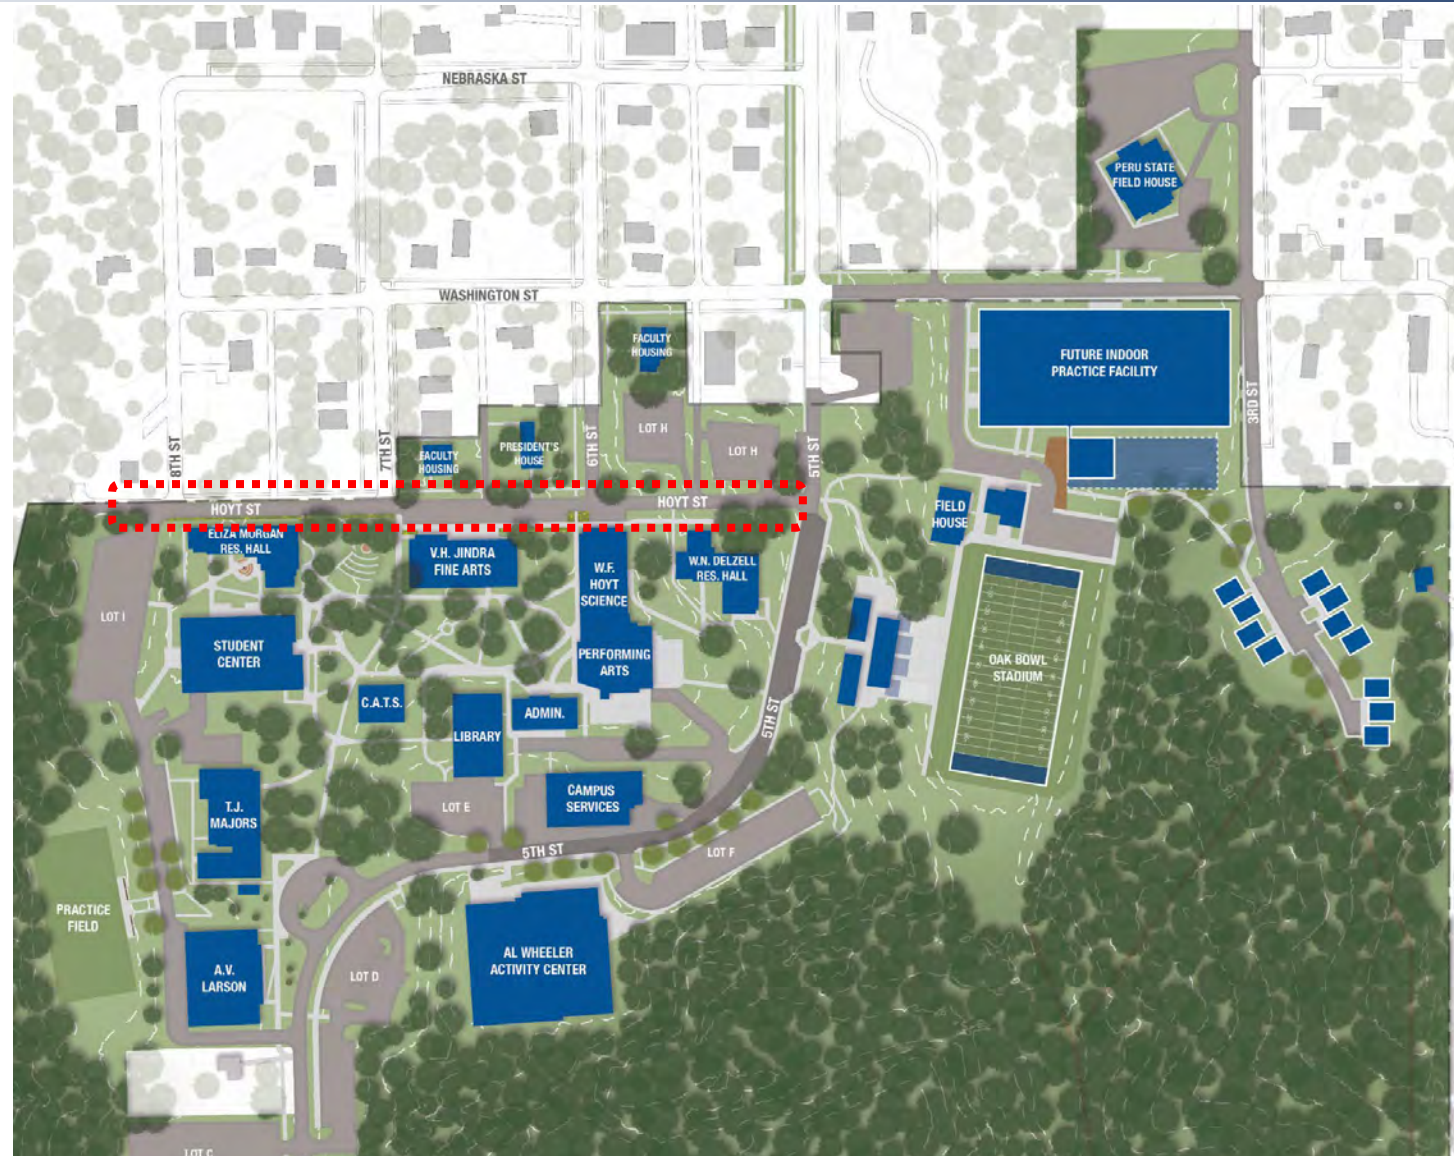 NEBRASKA ST
PERU STATE
FIELD HOUSE
WASHINGTON ST
FACULTY
HOUSING
FUTURE INDOOR
PRACTICE FACILITY
3RD ST
8TH ST
7TH ST
6TH ST
5TH ST
LOT H
LOT H
FACULTY
HOUSING
PRESIDENT'S
HOUSE
HOYT ST
HOYT ST
FIELD
HOUSE
ELIZA MORGAN
RES. HALL
V.H. JINDRA
FINE ARTS
W.F.
HOYT
SCIENCE
W.N. DELZELL
RES. HALL
LOT I
STUDENT
CENTER
PERFORMING
ARTS
OAK BOWL
STADIUM
C.A.T.S.
LIBRARY
ADMIN.
5TH ST
T.J.
MAJORS
LOT E
CAMPUS
SERVICES
5TH ST
LOT F
PRACTICE
FIELD
A.V.
LARSON
LOT D
AL WHEELER
ACTIVITY CENTER
LOT C